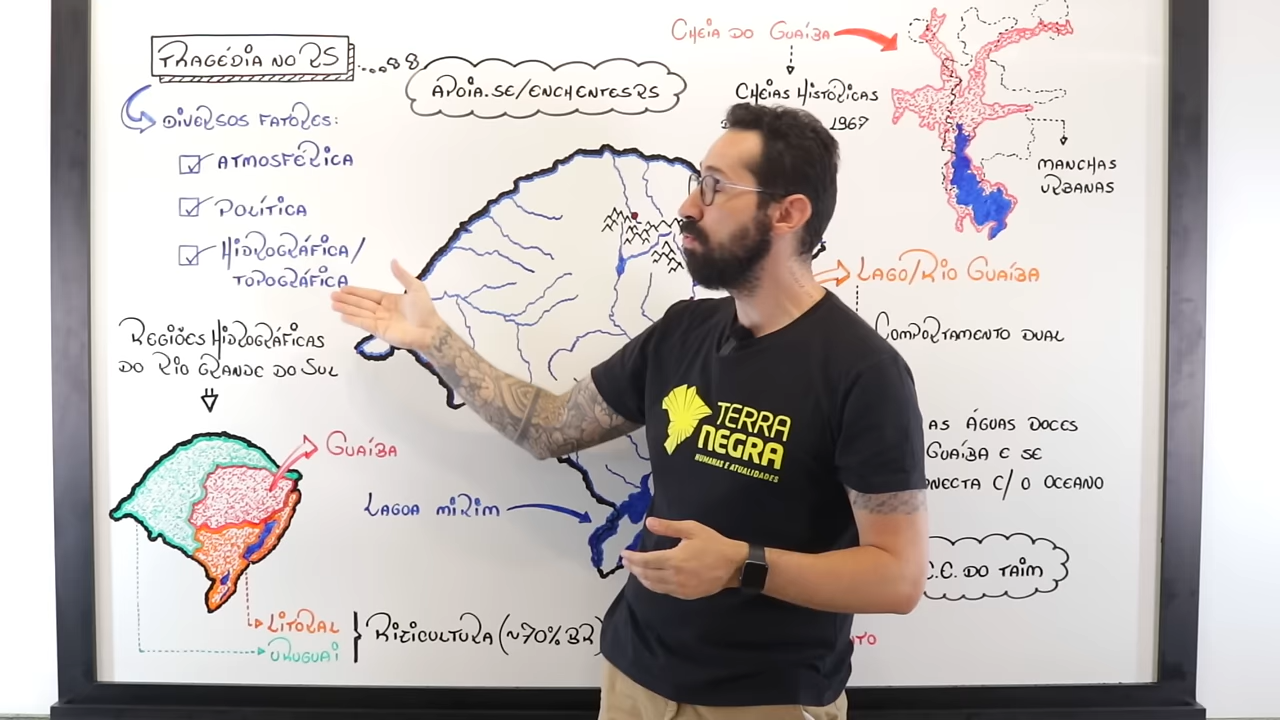 TRAGÉDIA NO RS
APOIA.SE/ENCHENTESRS
DIVERSOS FATORES:
ATMOSFÉRICA
POLÍTICA
HIDROGRÁFICA/
TOPOGRÁFICA
REGIÕES HIDROGRÁFICAS
DO RIO GRANDE DO SUL
GUAÍBA
LAGOA MIRIM
LITORAL
URUGUAI
RIZICULTURA (~70% BR)
CHEIA DO GUAÍBA
CHEIAS HISTÓRICAS
1967
MANCHAS
URBANAS
LAGO/RIO GUAÍBA
COMPORTAMENTO DUAL
AS ÁGUAS DOCES
GUAÍBA E SE
ONECTA C/ O OCEANO
.E. DO TAIM
TERRA
NEGRA
HUMANAS E ATUALIDADES